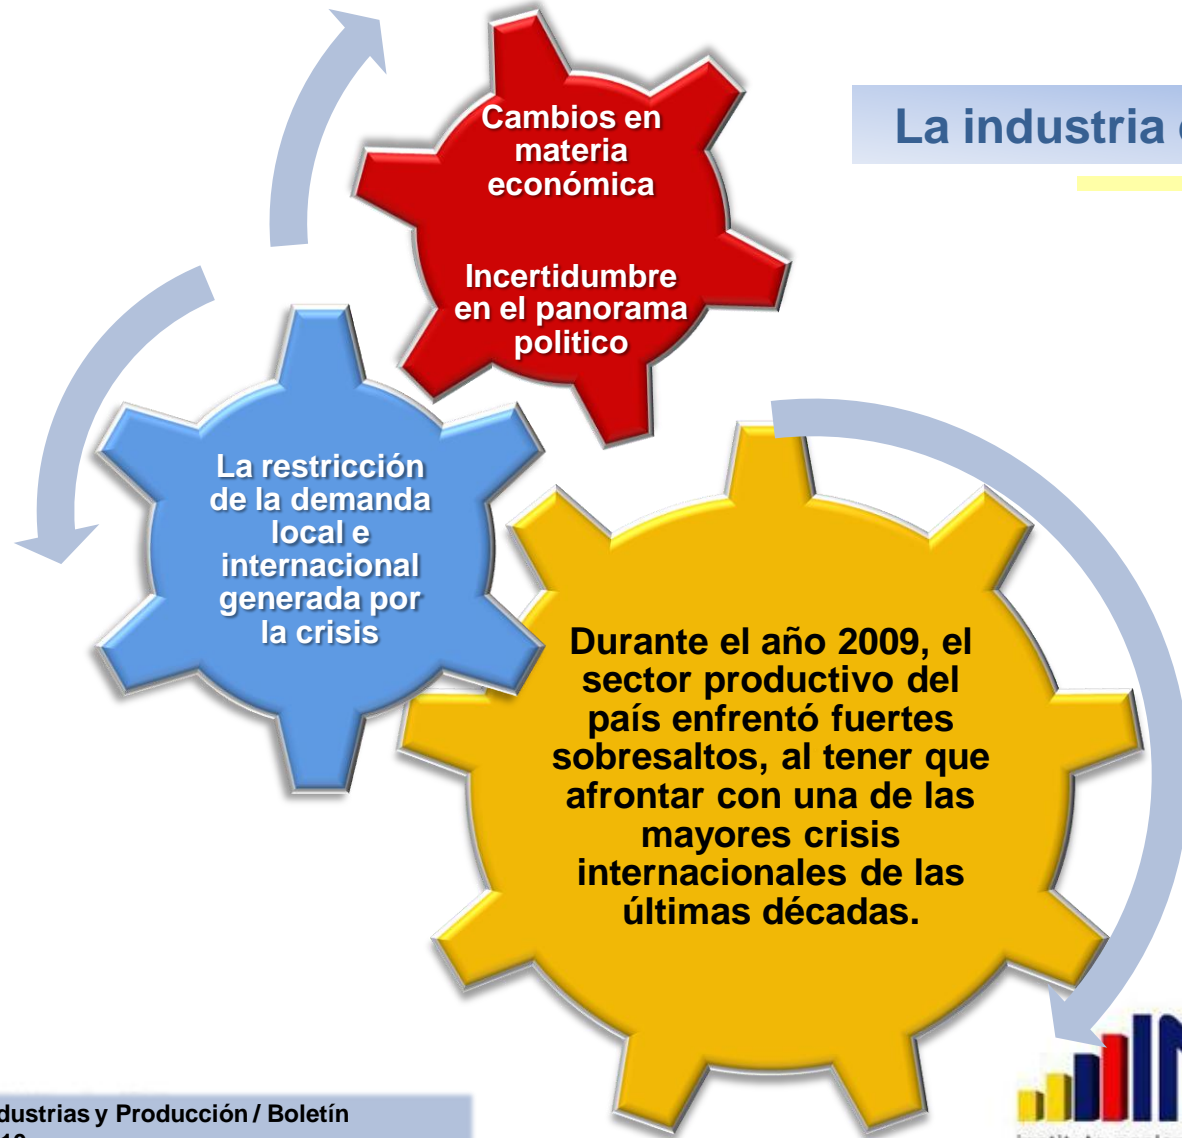 Cambios en
materia
económica
Incertidumbre
en el panorama
politico
La industria
La restricción
de la demanda
local e
internacional
generada por
la crisis
Durante el año 2009, el
sector productivo del
país enfrentó fuertes
sobresaltos, al tener que
afrontar con una de las
mayores crisis
internacionales de las
últimas décadas.
dustrias y Producción / Boletín